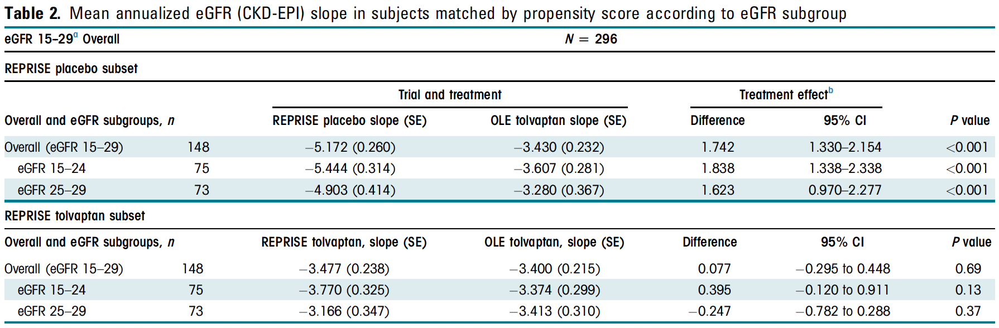 Table 2. Mean annualized eGFR (CKD-EPI) slope in subjects matched by propensity score according to eGFR subgroup
eGFR 15–29a Overall N = 296
REPRISE placebo subset
Trial and treatment Treatment effectb
Overall and eGFR subgroups, n REPRISE placebo slope (SE) OLE tolvaptan slope (SE) Difference 95% CI P value
Overall (eGFR 15–29) 148 −5.172 (0.260) −3.430 (0.232) 1.742 1.330–2.154 <0.001
eGFR 15–24 75 −5.444 (0.314) −3.607 (0.281) 1.838 1.338–2.338 <0.001
eGFR 25–29 73 −4.903 (0.414) −3.280 (0.367) 1.623 0.970–2.277 <0.001
REPRISE tolvaptan subset
Overall and eGFR subgroups, n REPRISE tolvaptan, slope (SE) OLE tolvaptan, slope (SE) Difference 95% CI P value
Overall (eGFR 15–29) 148 −3.477 (0.238) −3.400 (0.215) 0.077 −0.295 to 0.448 0.69
eGFR 15–24 75 −3.770 (0.325) −3.374 (0.299) 0.395 −0.120 to 0.911 0.13
eGFR 25–29 73 −3.166 (0.347) −3.413 (0.310) −0.247 −0.782 to 0.288 0.37